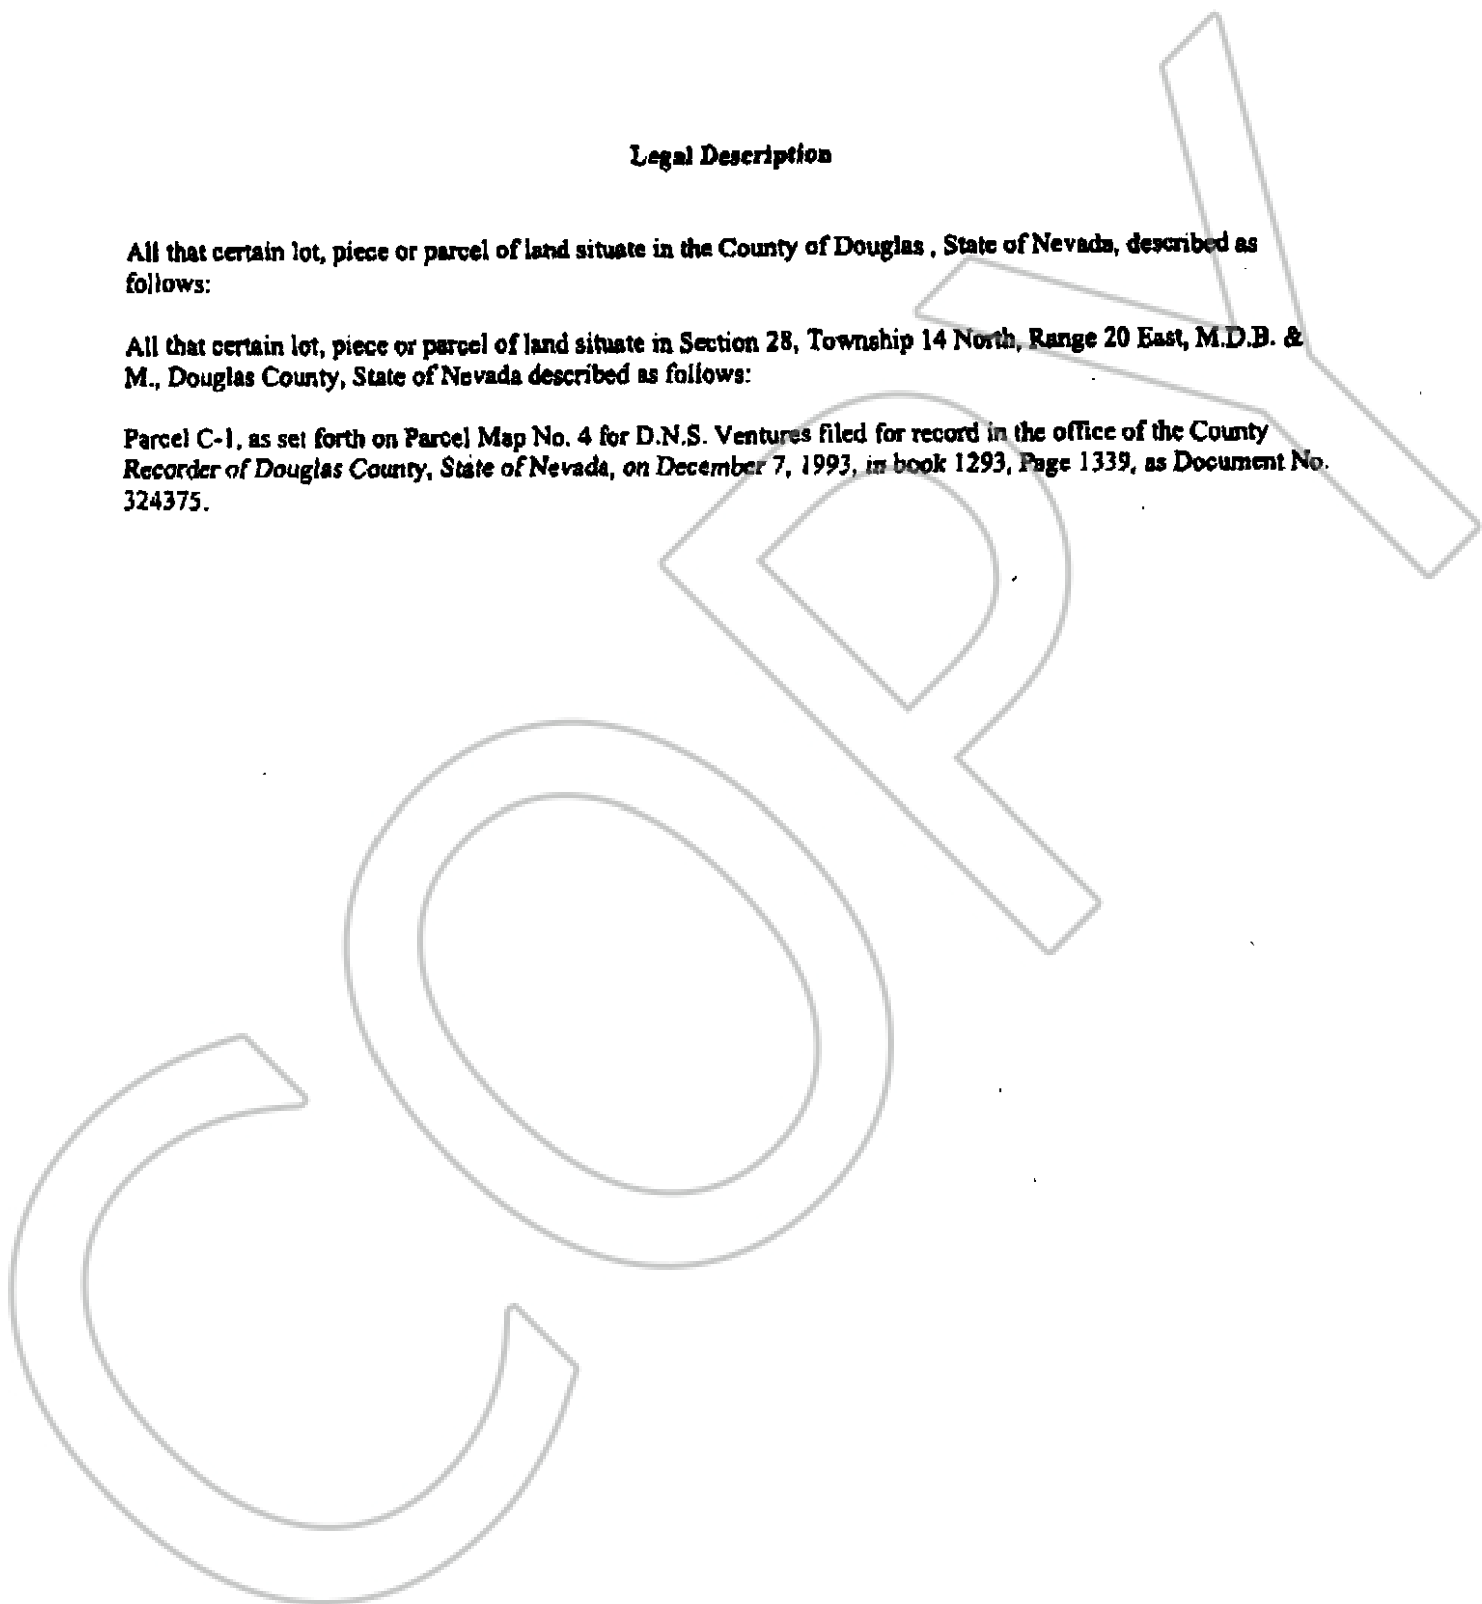 Legal Description
All that certain lot, piece or parcel of land situate in the County of Douglas , State of Nevada, described as
follows:
All that certain lot, piece or parcel of land situate in Section 28, Township 14 North, Range 20 East, M.D.B. &
M., Douglas County, State of Nevada described as follows:
Parcel C-1, as set forth on Parcel Map No. 4 for D.N.S. Ventures filed for record in the office of the County
Recorder of Douglas County, State of Nevada, on December 7, 1993, in book 1293, Page 1339, as Document No.
324375.
COPY